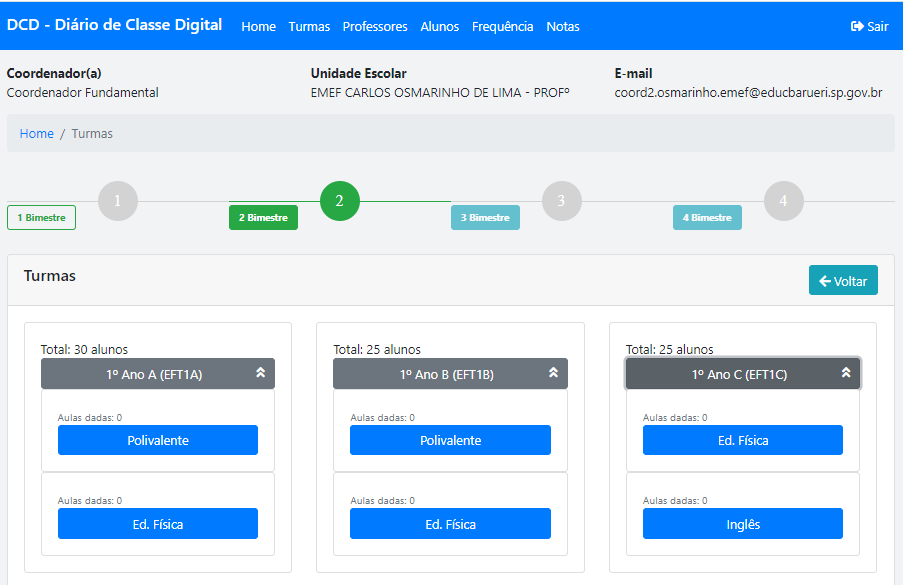 DCD - Diário de Classe Digital Home Turmas Professores Alunos Frequência Notas Sair
Coordenador(a) Unidade Escolar E-mail
Coordenador Fundamental EMEF CARLOS OSMARINHO DE LIMA - PROFº coord2.osmarinho.emef@educbarueri.sp.gov.br
Home / Turmas
1 2 3 4
1 Bimestre 2 Bimestre 3 Bimestre 4 Bimestre
Turmas Voltar
Total: 30 alunos Total: 25 alunos Total: 25 alunos
1º Ano A (EFT1A) 1º Ano B (EFT1B) 1º Ano C (EFT1C)
Aulas dadas: 0 Aulas dadas: 0 Aulas dadas: 0
Polivalente Polivalente Ed. Física
Aulas dadas: 0 Aulas dadas: 0 Aulas dadas: 0
Ed. Física Ed. Física Inglês